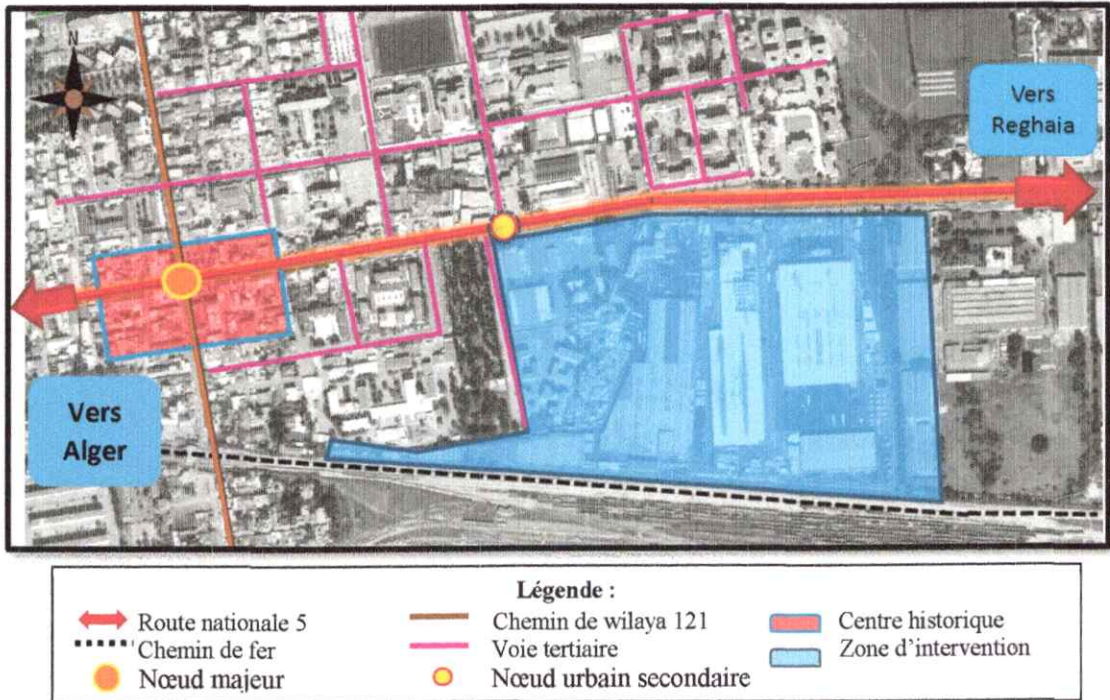 N
Vers
Reghaia
Vers
Alger
Légende :
Route nationale 5
Chemin de wilaya 121
Centre historique
Chemin de fer
Voie tertiaire
Zone d'intervention
Nœud majeur
Nœud urbain secondaire